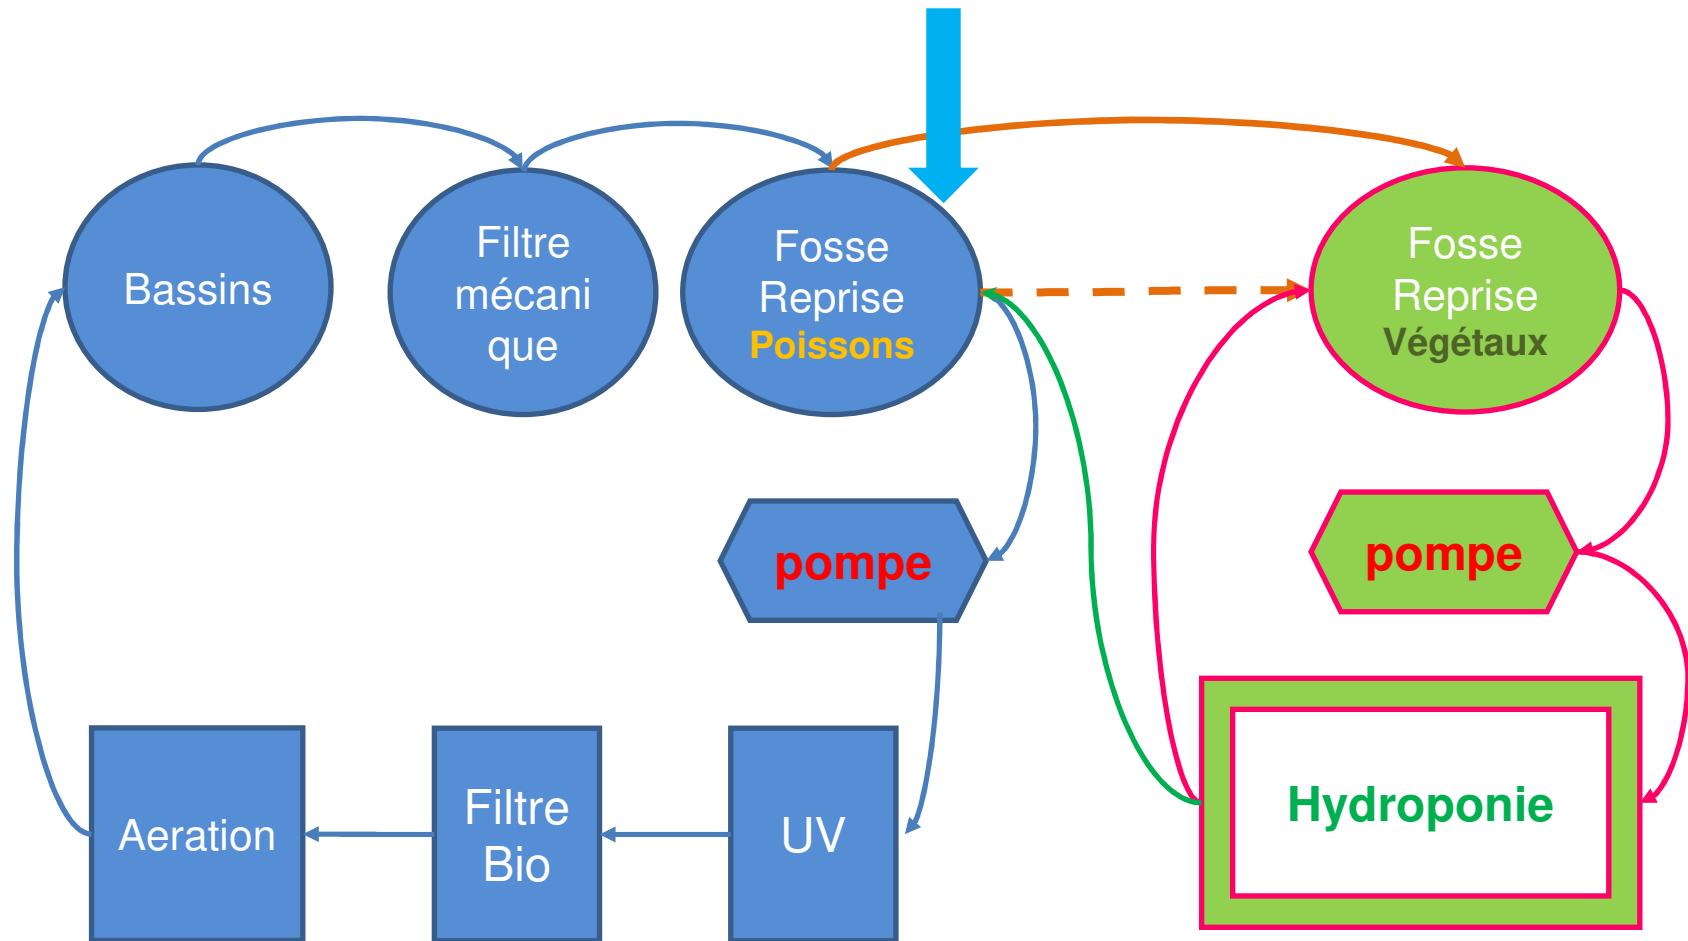 Bassins
Filtre
mécani
que
Fosse
Reprise
Poissons
Fosse
Reprise
Végétaux
pompe
pompe
Aeration
Filtre
Bio
UV
Hydroponie